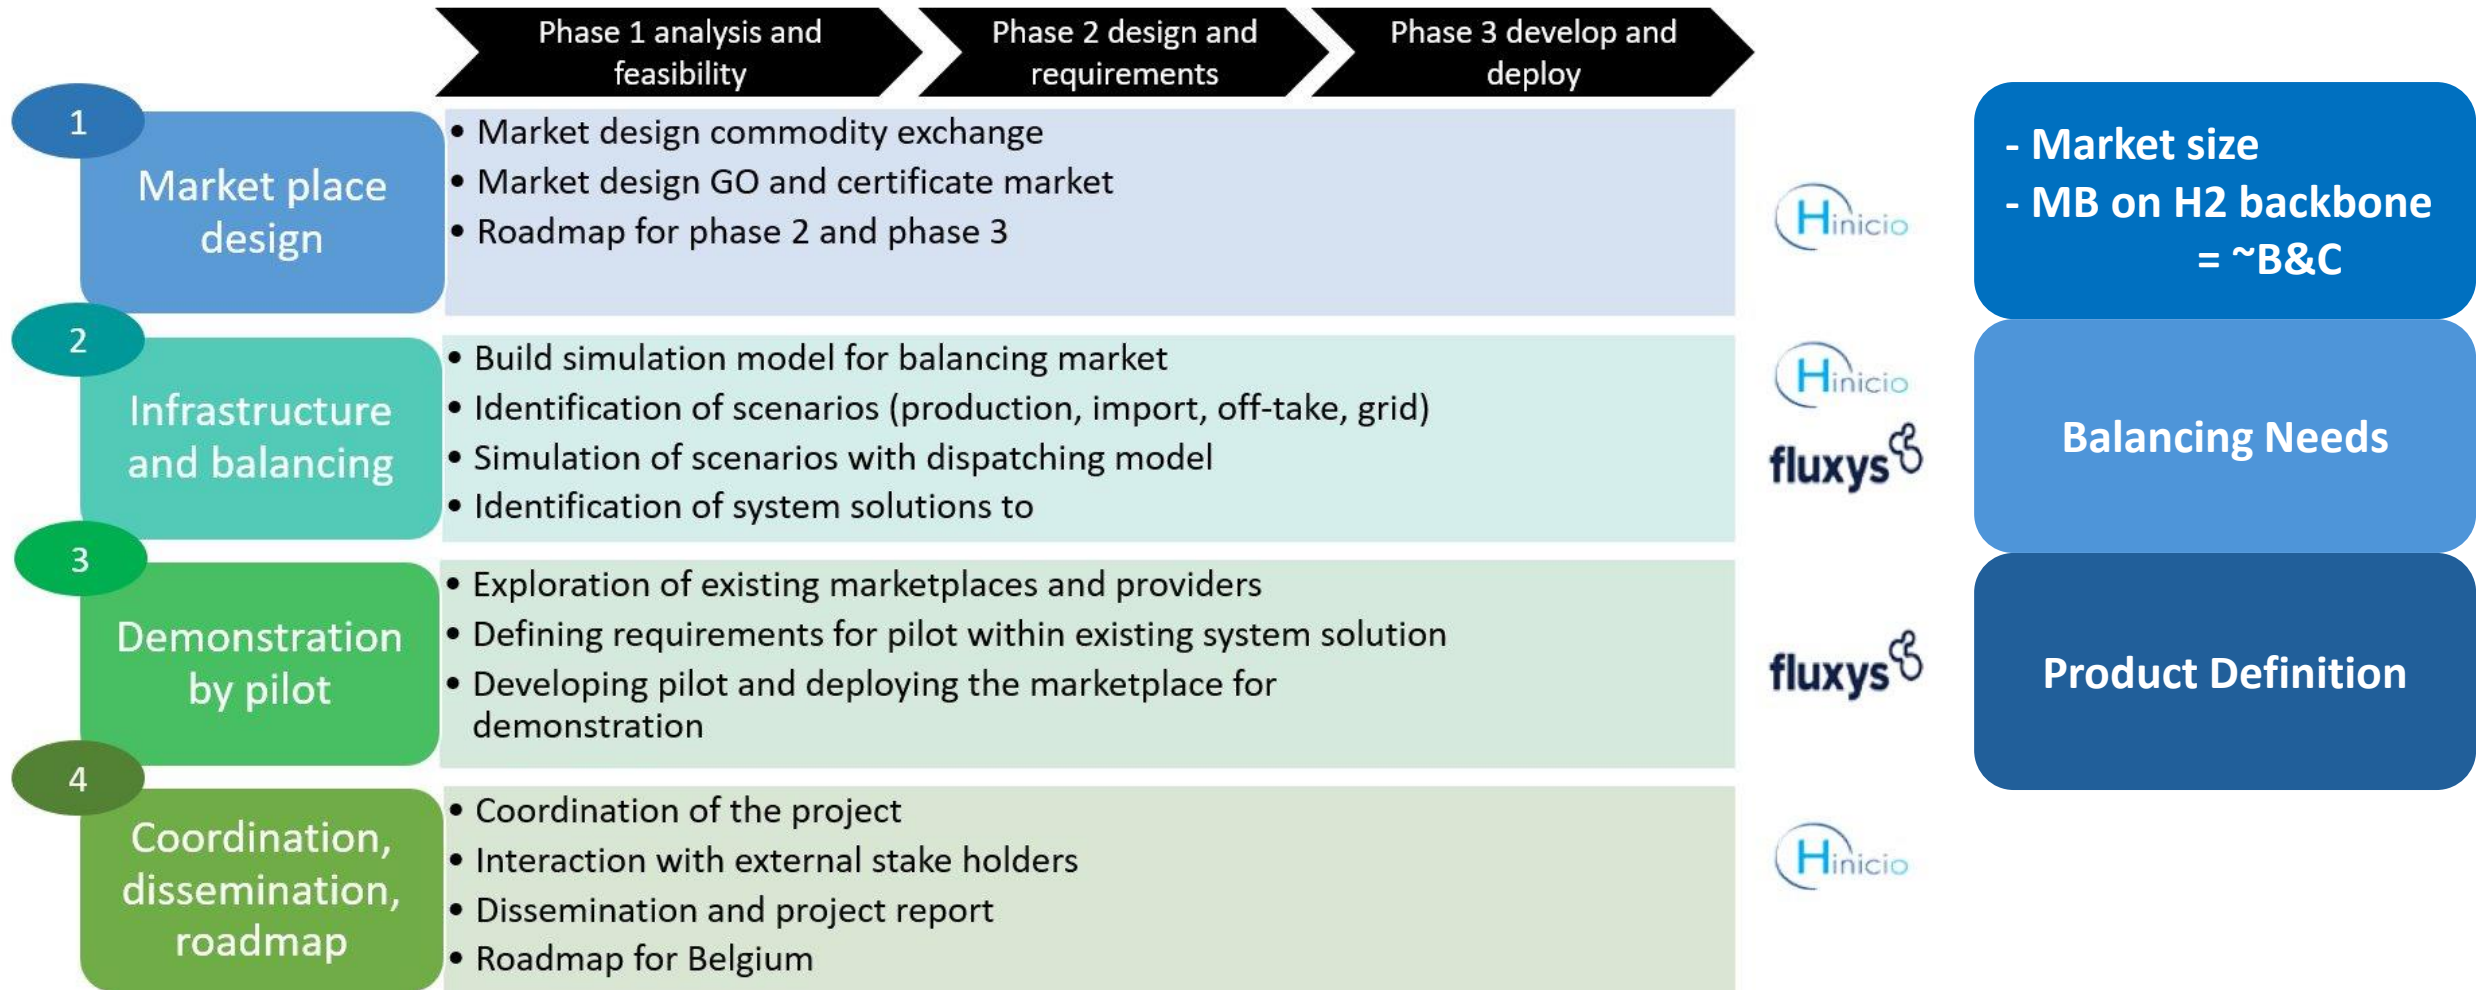 Phase 1 analysis and
feasibility
Phase 2 design and
requirements
Phase 3 develop and
deploy
1
Market place
design
• Market design commodity exchange
• Market design GO and certificate market
• Roadmap for phase 2 and phase 3
Hinicio
- Market size
- MB on H2 backbone
= ~B&C
2
Infrastructure
and balancing
• Build simulation model for balancing market
• Identification of scenarios (production, import, off-take, grid)
• Simulation of scenarios with dispatching model
• Identification of system solutions to
Hinicio
fluxys
Balancing Needs
3
Demonstration
by pilot
• Exploration of existing marketplaces and providers
• Defining requirements for pilot within existing system solution
• Developing pilot and deploying the marketplace for
demonstration
fluxys
Product Definition
4
Coordination,
dissemination,
roadmap
• Coordination of the project
• Interaction with external stake holders
• Dissemination and project report
• Roadmap for Belgium
Hinicio